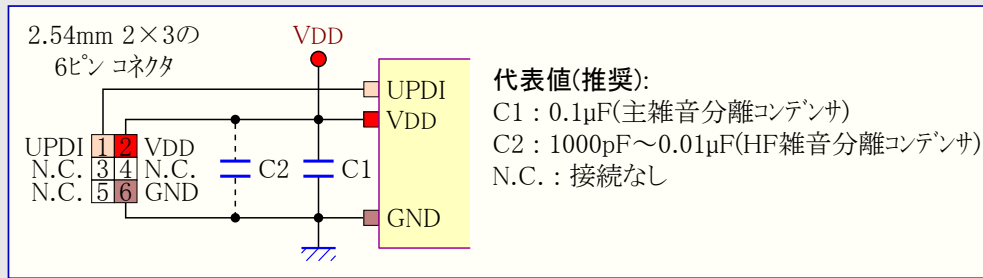 2.54mm 2×3の
6ピン コネクタ
VDD
UPDI
VDD
GND
UPDI 1 2 VDD
N.C. 3 4 N.C.
N.C. 5 6 GND
C2
C1
代表値(推奨):
C1 : 0.1µF(主雑音分離コンデンサ)
C2 : 1000pF～0.01µF(HF雑音分離コンデンサ)
N.C. : 接続なし